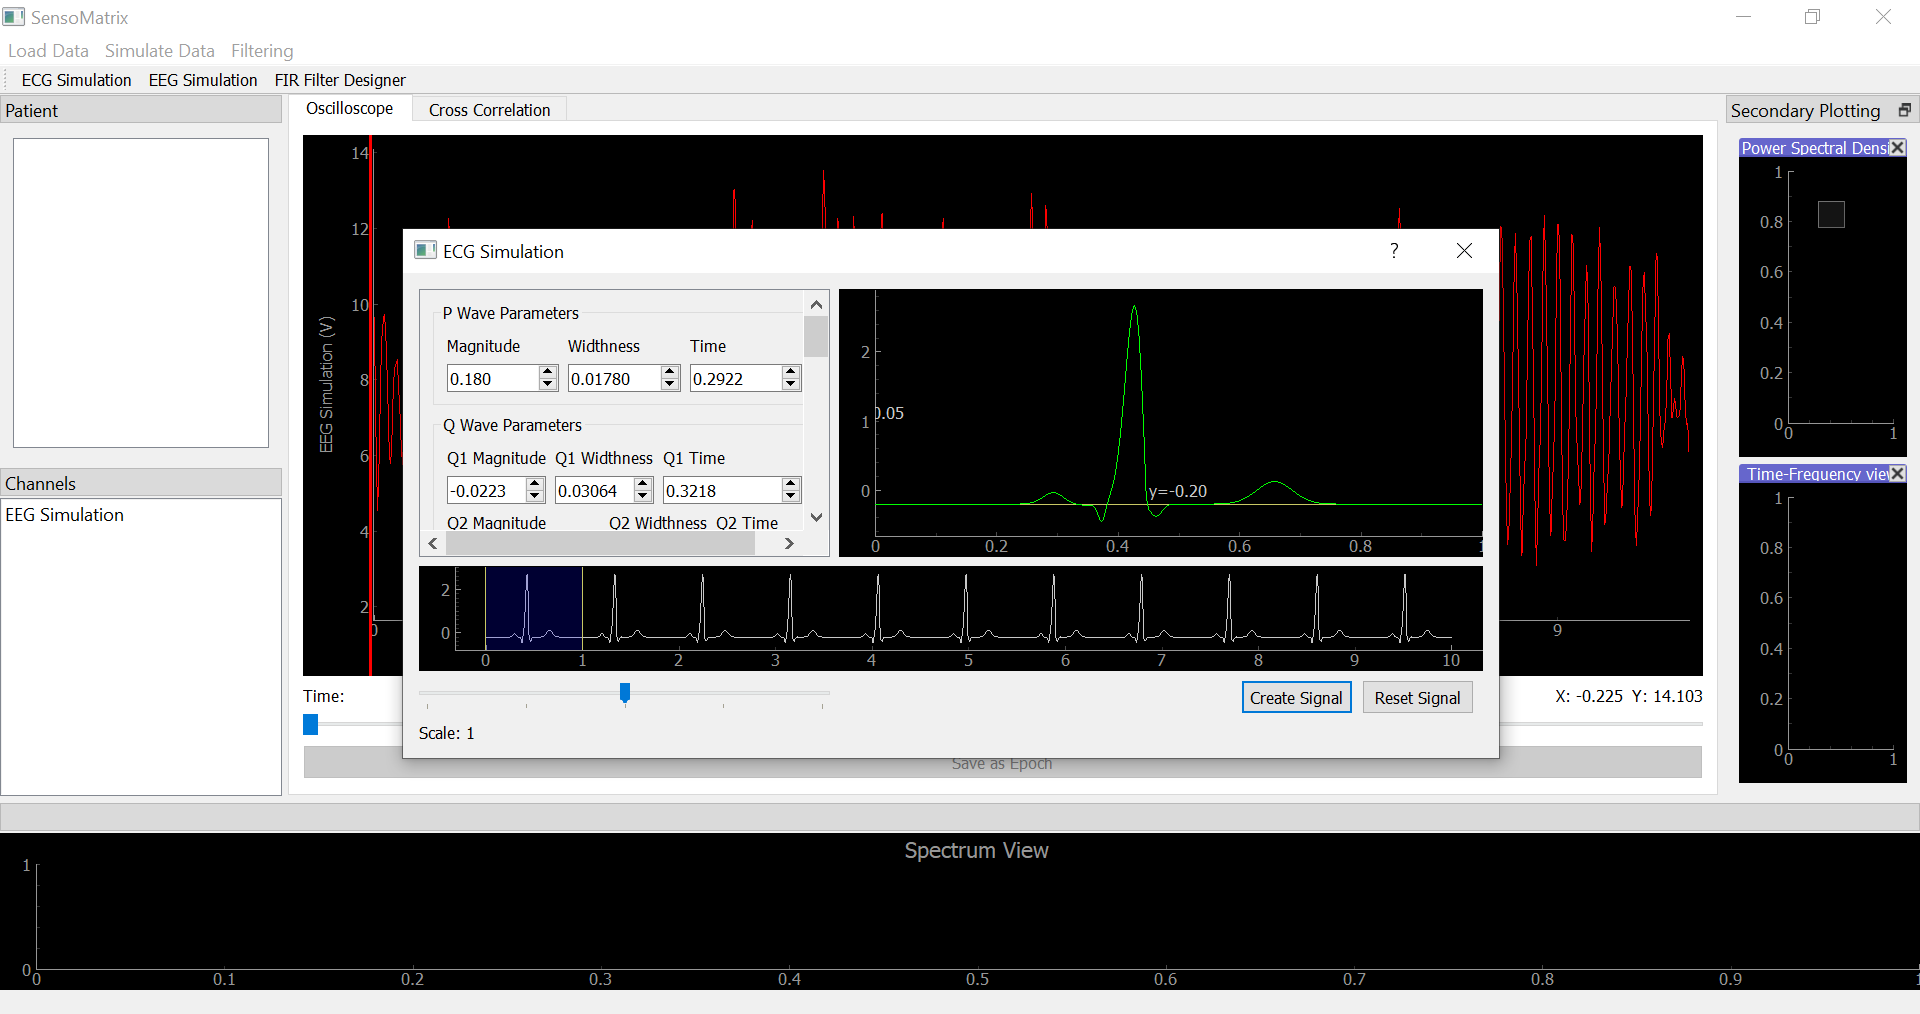 SensoMatrix
Load Data Simulate Data Filtering
ECG Simulation EEG Simulation FIR Filter Designer
Patient
Oscilloscope Cross Correlation
Secondary Plotting
Power Spectral Densi
1
0.8
0.6
0.4
0.2
0
0 1
Time-Frequency view
1
0.8
0.6
0.4
0.2
0
0 1
Channels
EEG Simulation
EEG Simulation (V)
14
12
10
8
6
4
2
0 9
ECG Simulation ?
P Wave Parameters
Magnitude Widthness Time
0.180 0.01780 0.2922
Q Wave Parameters
Q1 Magnitude Q1 Widthness Q1 Time
-0.0223 0.03064 0.3218
Q2 Magnitude Q2 Widthness Q2 Time
2
1
0
0.05
y=-0.20
0 0.2 0.4 0.6 0.8 1
2
0
0 1 2 3 4 5 6 7 8 9 10
Create Signal Reset Signal
Scale: 1
Time:
X: -0.225 Y: 14.103
Save as Epoch
Spectrum View
1
0
0 0.1 0.2 0.3 0.4 0.5 0.6 0.7 0.8 0.9 1